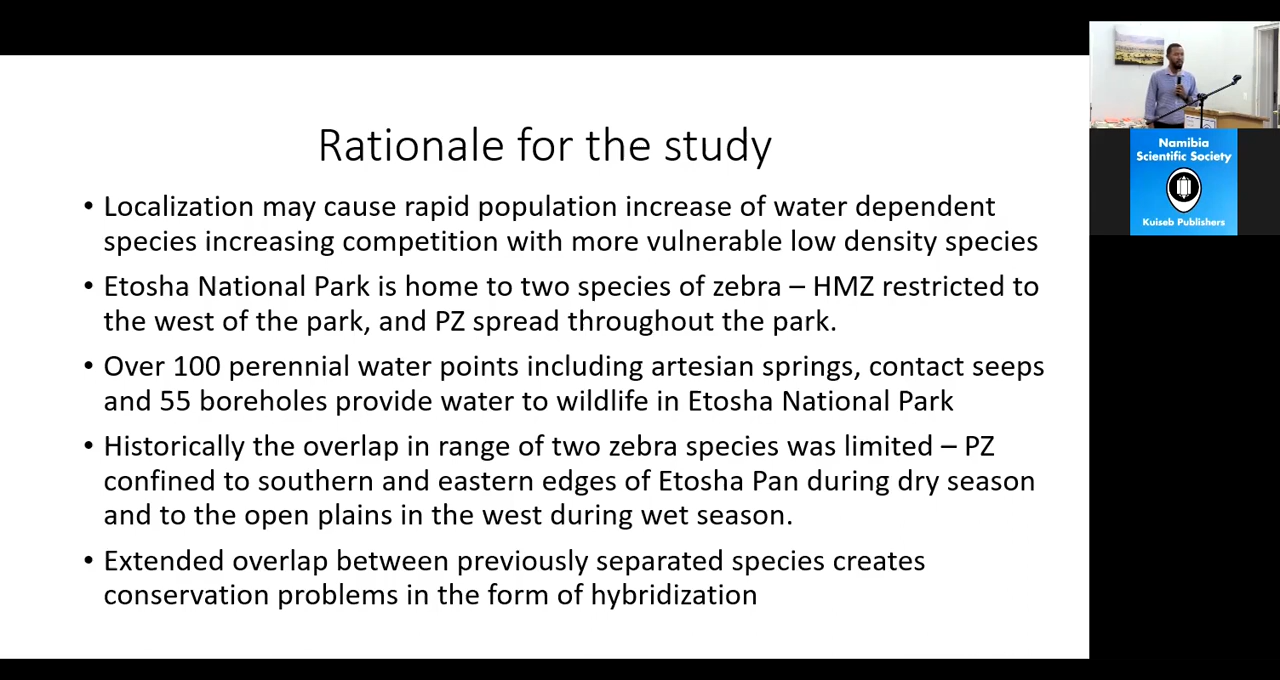 Rationale for the study
• Localization may cause rapid population increase of water dependent
species increasing competition with more vulnerable low density species
• Etosha National Park is home to two species of zebra – HMZ restricted to
the west of the park, and PZ spread throughout the park.
• Over 100 perennial water points including artesian springs, contact seeps
and 55 boreholes provide water to wildlife in Etosha National Park
• Historically the overlap in range of two zebra species was limited – PZ
confined to southern and eastern edges of Etosha Pan during dry season
and to the open plains in the west during wet season.
• Extended overlap between previously separated species creates
conservation problems in the form of hybridization
Namibia
Scientific Society
Kuiseb Publishers